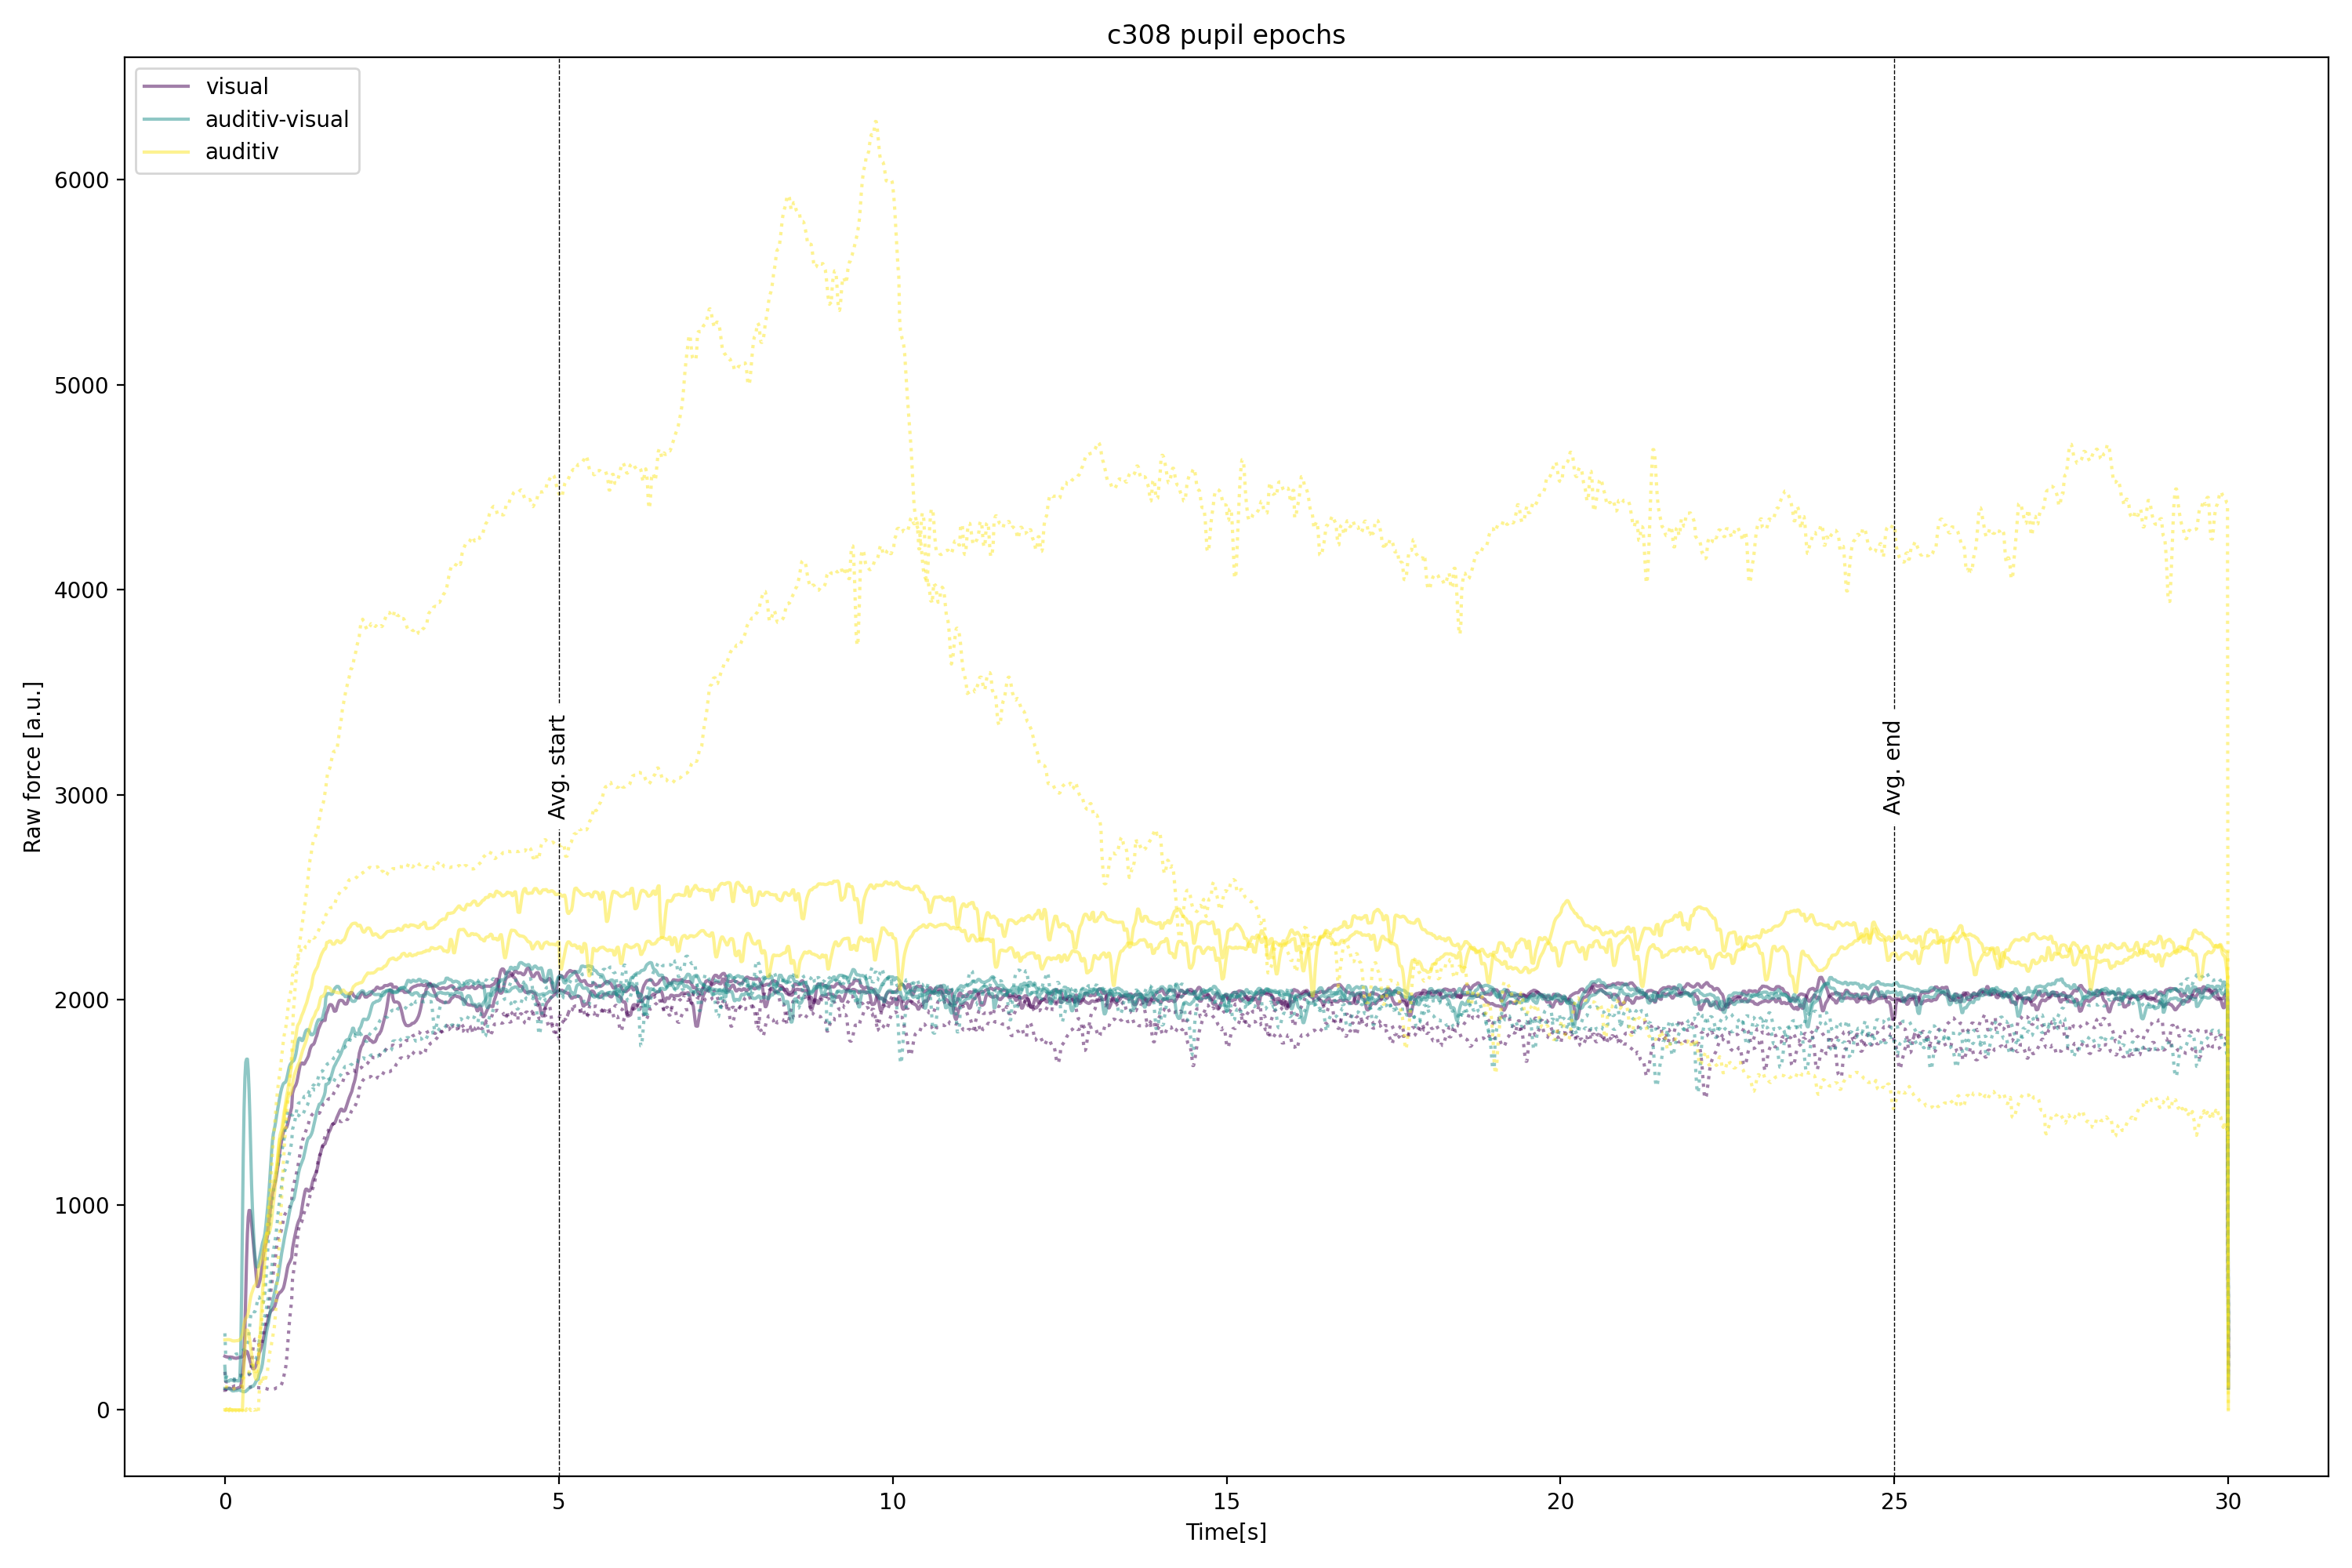 c308 pupil epochs
visual
auditiv-visual
auditiv
6000
5000
4000
3000
2000
1000
0
Raw force [a.u.]
Avg. start
Avg. end
0 5 10 15 20 25 30
Time[s]